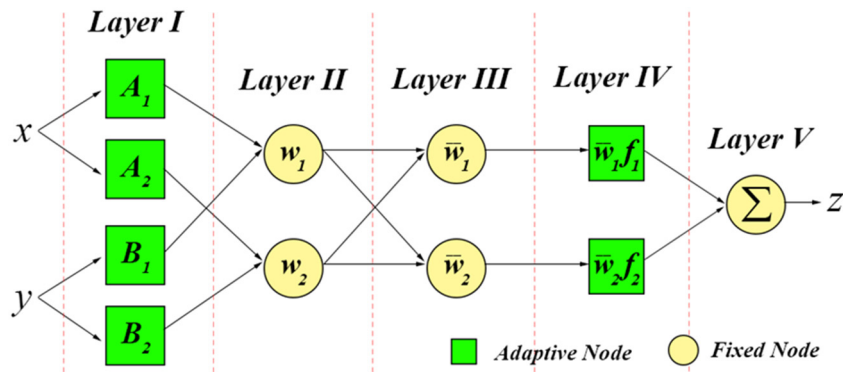 Layer I
Layer II
Layer III
Layer IV
Layer V
x
y
A₁
A₂
B₁
B₂
w₁
w₂
w̅₁
w̅₂
w̅₁f₁
w̅₂f₂
Σ
z
Adaptive Node
Fixed Node